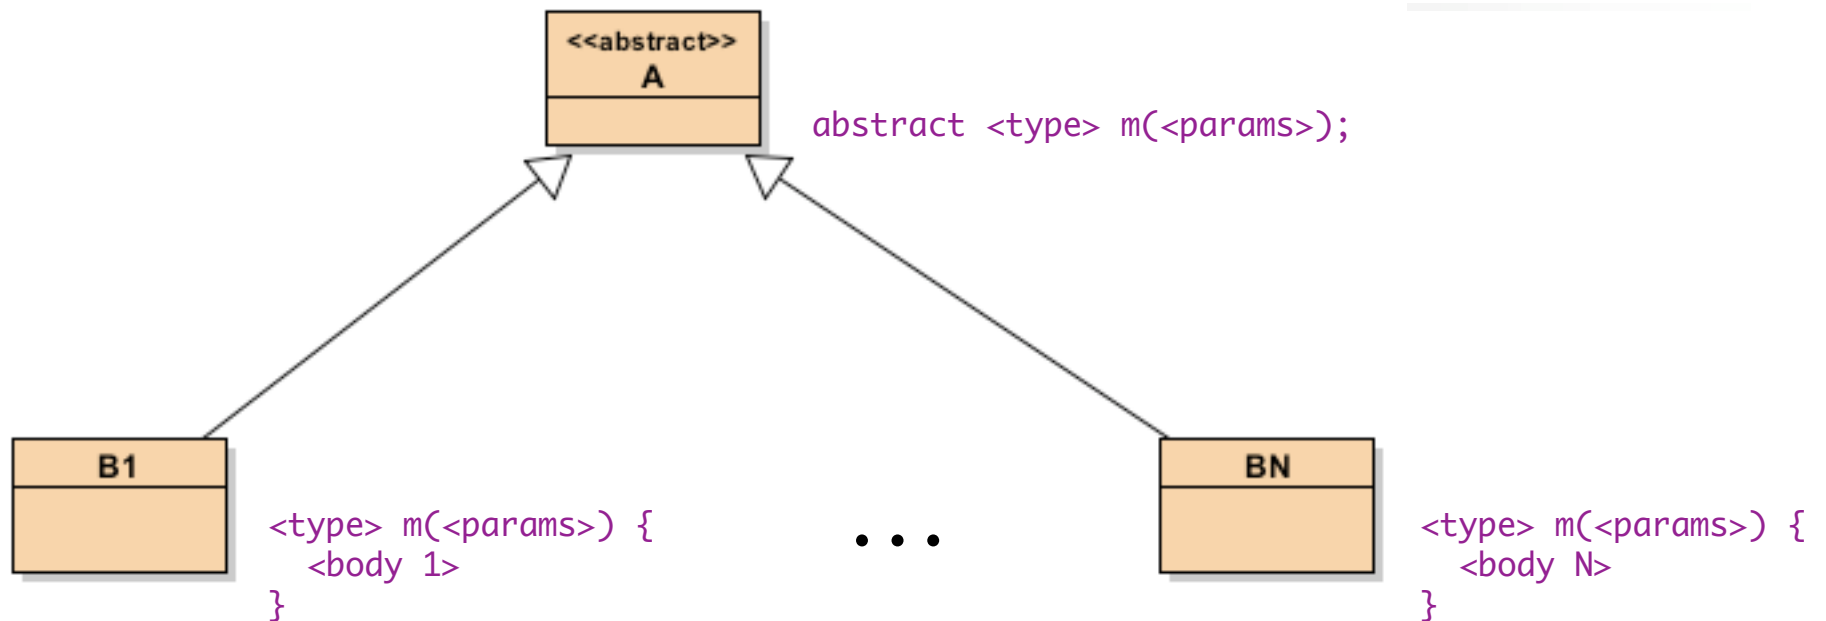 <<abstract>>
A
abstract <type> m(<params>);
B1
<type> m(<params>) {
<body 1>
}
...
BN
<type> m(<params>) {
<body N>
}